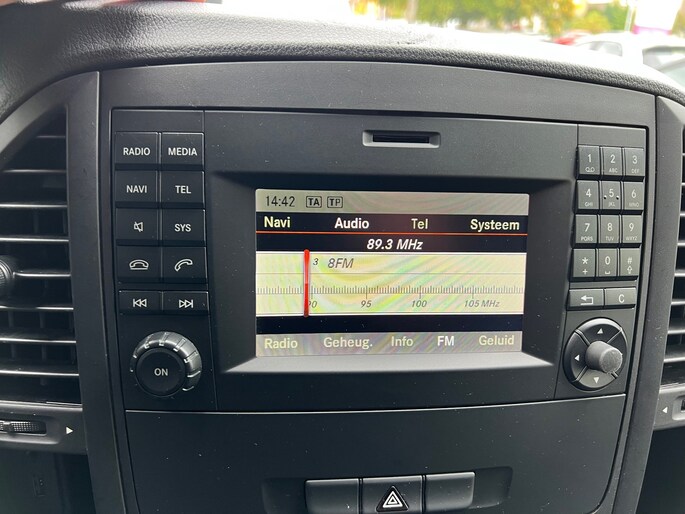 RADIO MEDIA
NAVI TEL
SYS
ON
14:42 TA TP
Navi Audio Tel Systeem
89.3 MHz
3 8FM
90 95 100 105 MHz
Radio Geheug. Info FM Geluid
1 2 ABC 3 DEF
4 GHI 5 JKL 6 MNO
7 PQRS 8 TUV 9 WXYZ
* 0 #
+
C